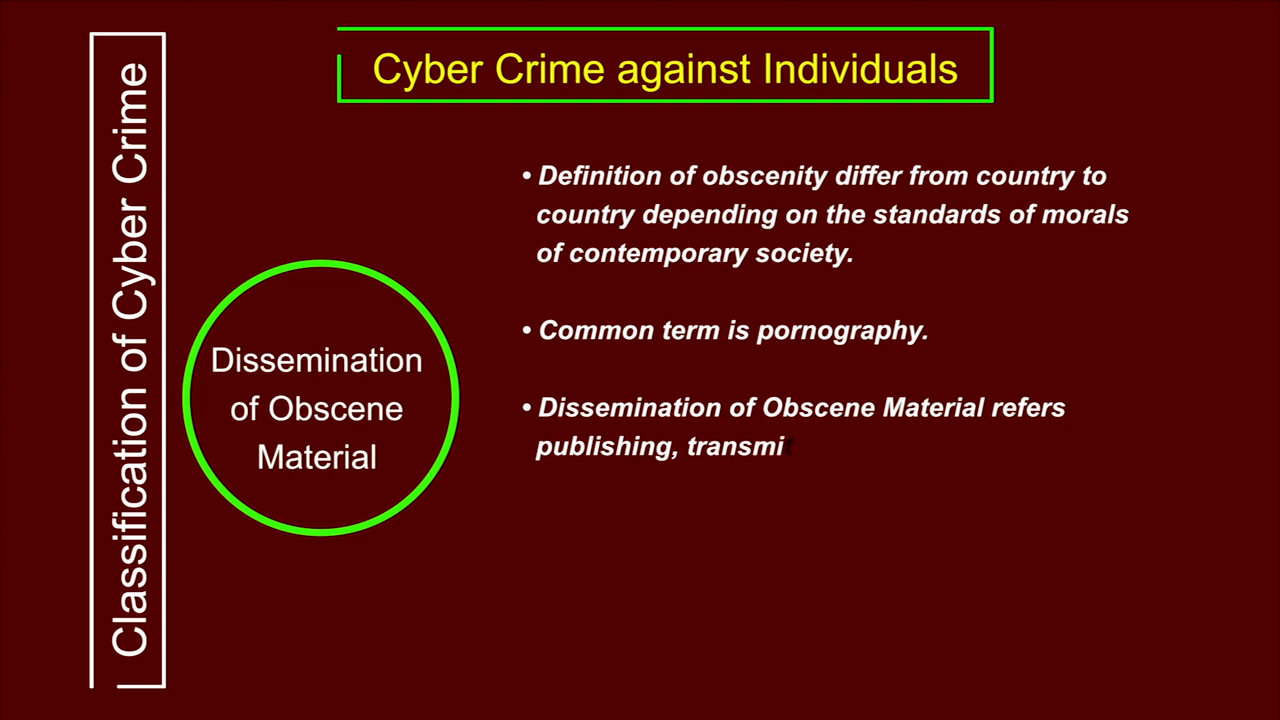 Classification of Cyber Crime
Cyber Crime against Individuals
Dissemination
of Obscene
Material
• Definition of obscenity differ from country to
country depending on the standards of morals
of contemporary society.
• Common term is pornography.
• Dissemination of Obscene Material refers
publishing, transmit